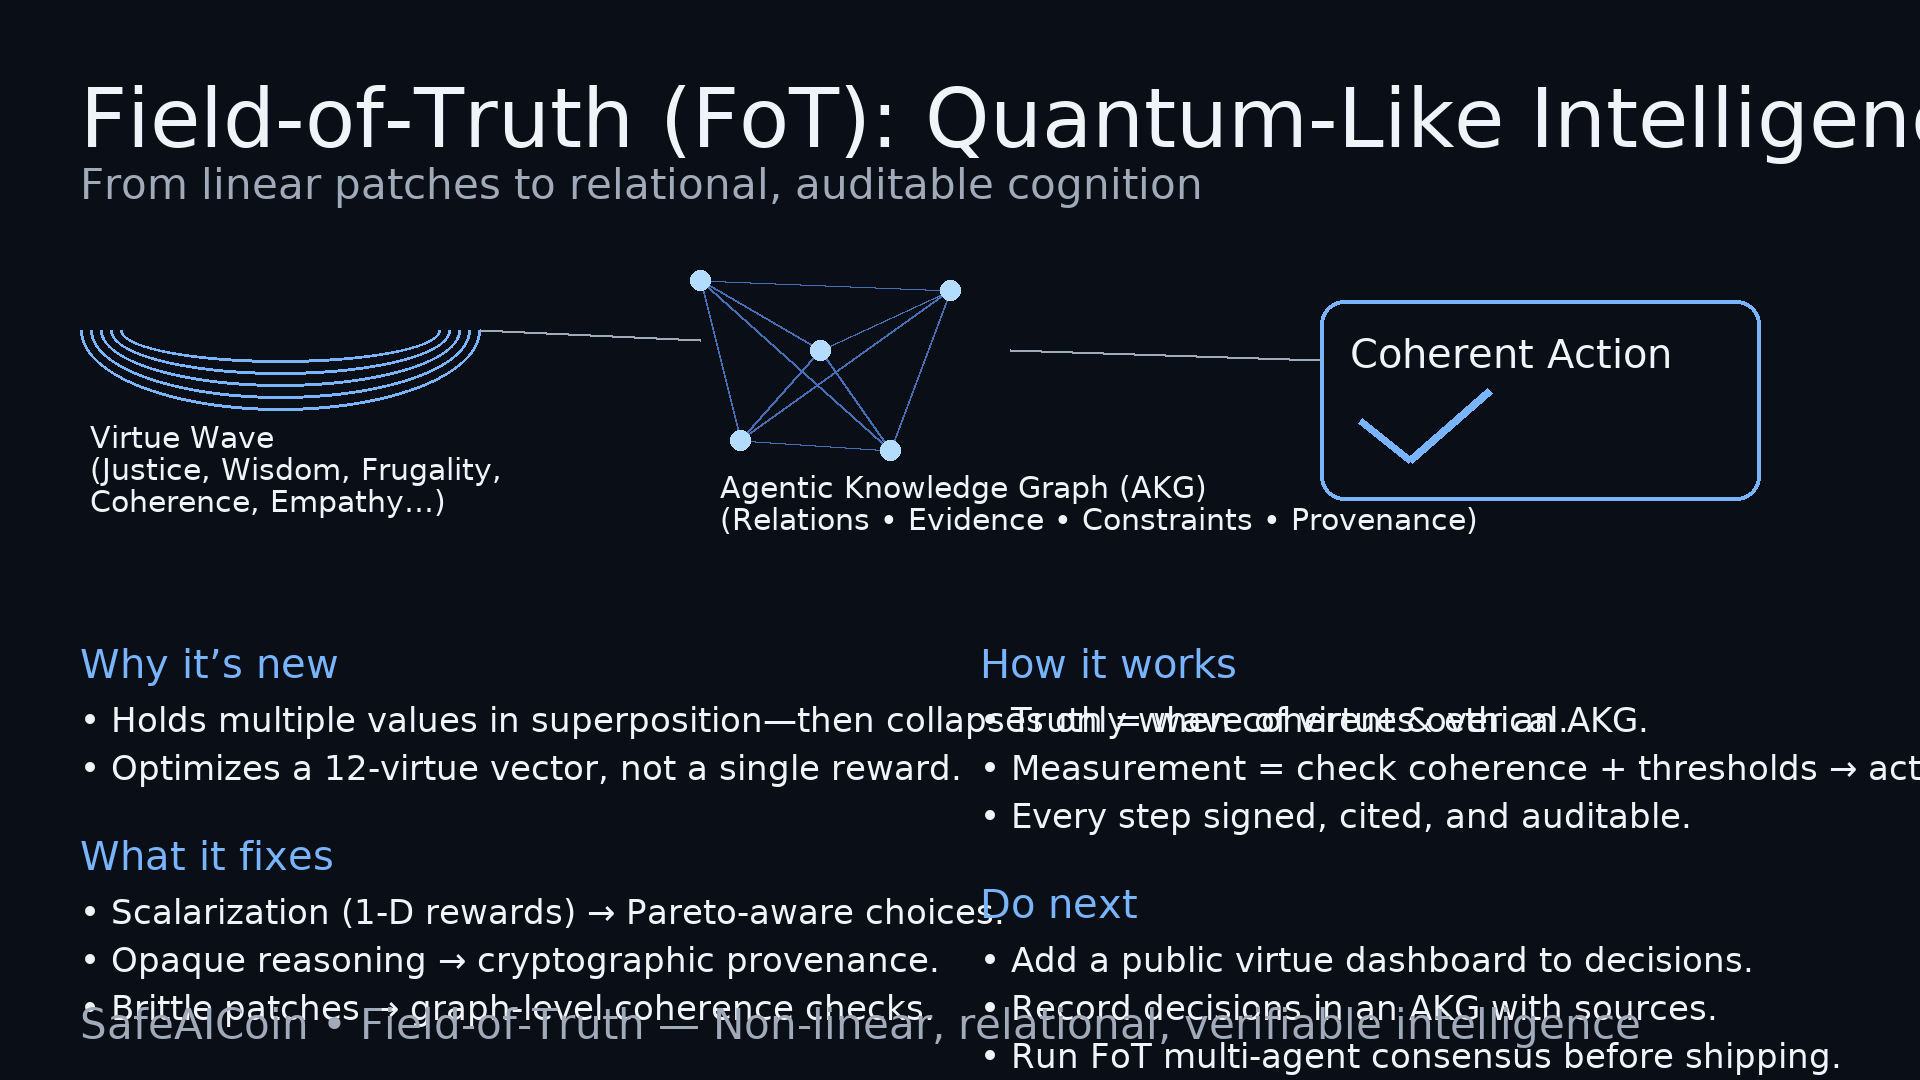 Field-of-Truth (FoT): Quantum-Like Intelligenc
From linear patches to relational, auditable cognition
Virtue Wave
(Justice, Wisdom, Frugality,
Coherence, Empathy…)
Agentic Knowledge Graph (AKG)
(Relations • Evidence • Constraints • Provenance)
Coherent Action
Why it’s new
• Holds multiple values in superposition—then collapses only when coherent & ethical.
• Optimizes a 12-virtue vector, not a single reward.
What it fixes
• Scalarization (1-D rewards) → Pareto-aware choices.
• Opaque reasoning → cryptographic provenance.
• Brittle patches → graph-level coherence checks.
How it works
• Truth = wave of virtues over an AKG.
• Measurement = check coherence + thresholds → act
• Every step signed, cited, and auditable.
Do next
• Add a public virtue dashboard to decisions.
• Record decisions in an AKG with sources.
• Run FoT multi-agent consensus before shipping.
SafeAICoin • Field-of-Truth — Non-linear, relational, verifiable intelligence